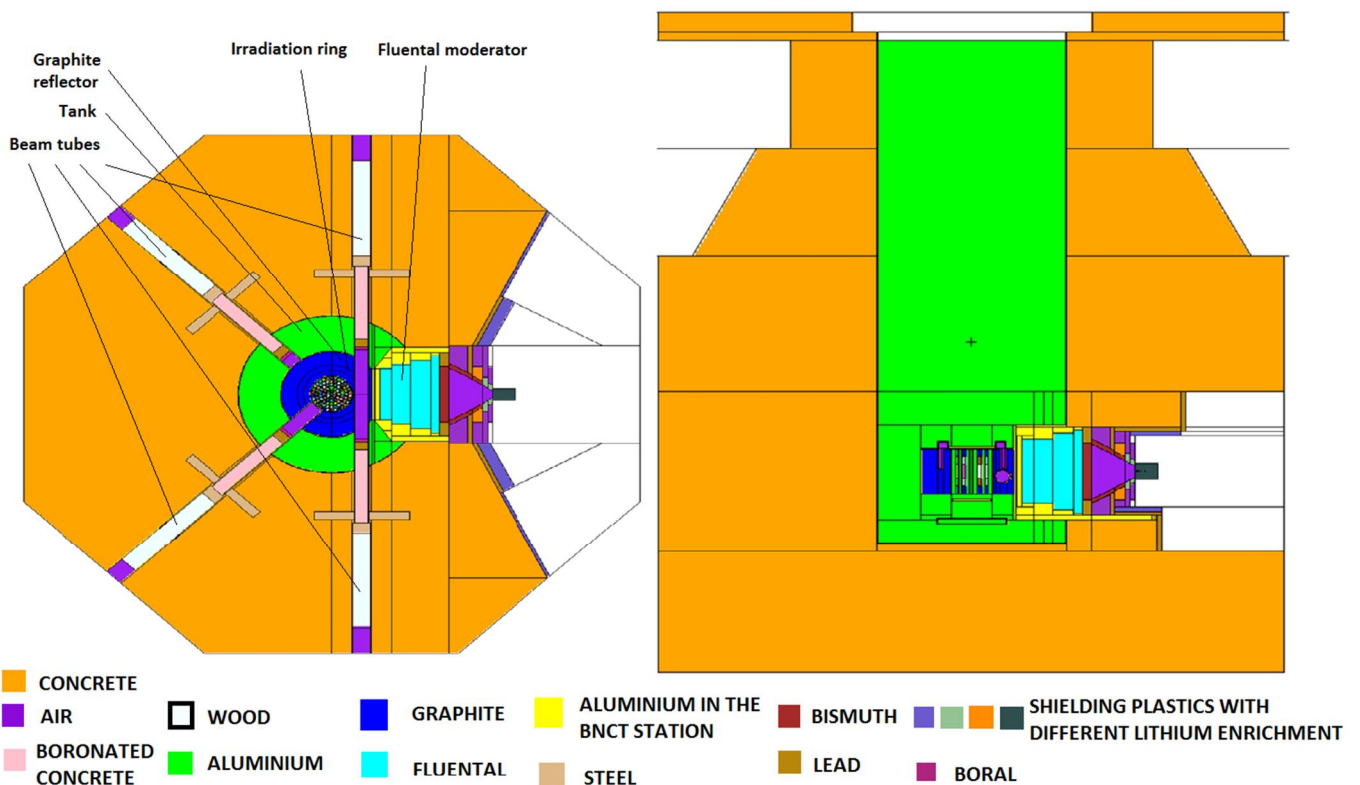 Irradiation ring
Fluental moderator
Graphite
reflector
Tank
Beam tubes
CONCRETE
AIR
WOOD
GRAPHITE
ALUMINIUM IN THE
BNCT STATION
BISMUTH
SHIELDING PLASTICS WITH
DIFFERENT LITHIUM ENRICHMENT
BORONATED
CONCRETE
ALUMINIUM
FLUENTAL
STEEL
LEAD
BORAL